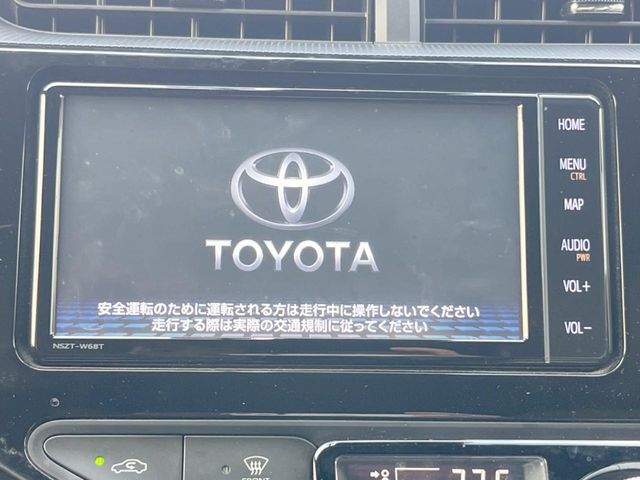 TOYOTA
安全運転のために運転される方は走行中に操作しないでください
走行する際は実際の交通規制に従ってください
NSZT-W68T
HOME
MENU
CTRL
MAP
AUDIO
PWR
VOL+
VOL-
FRONT